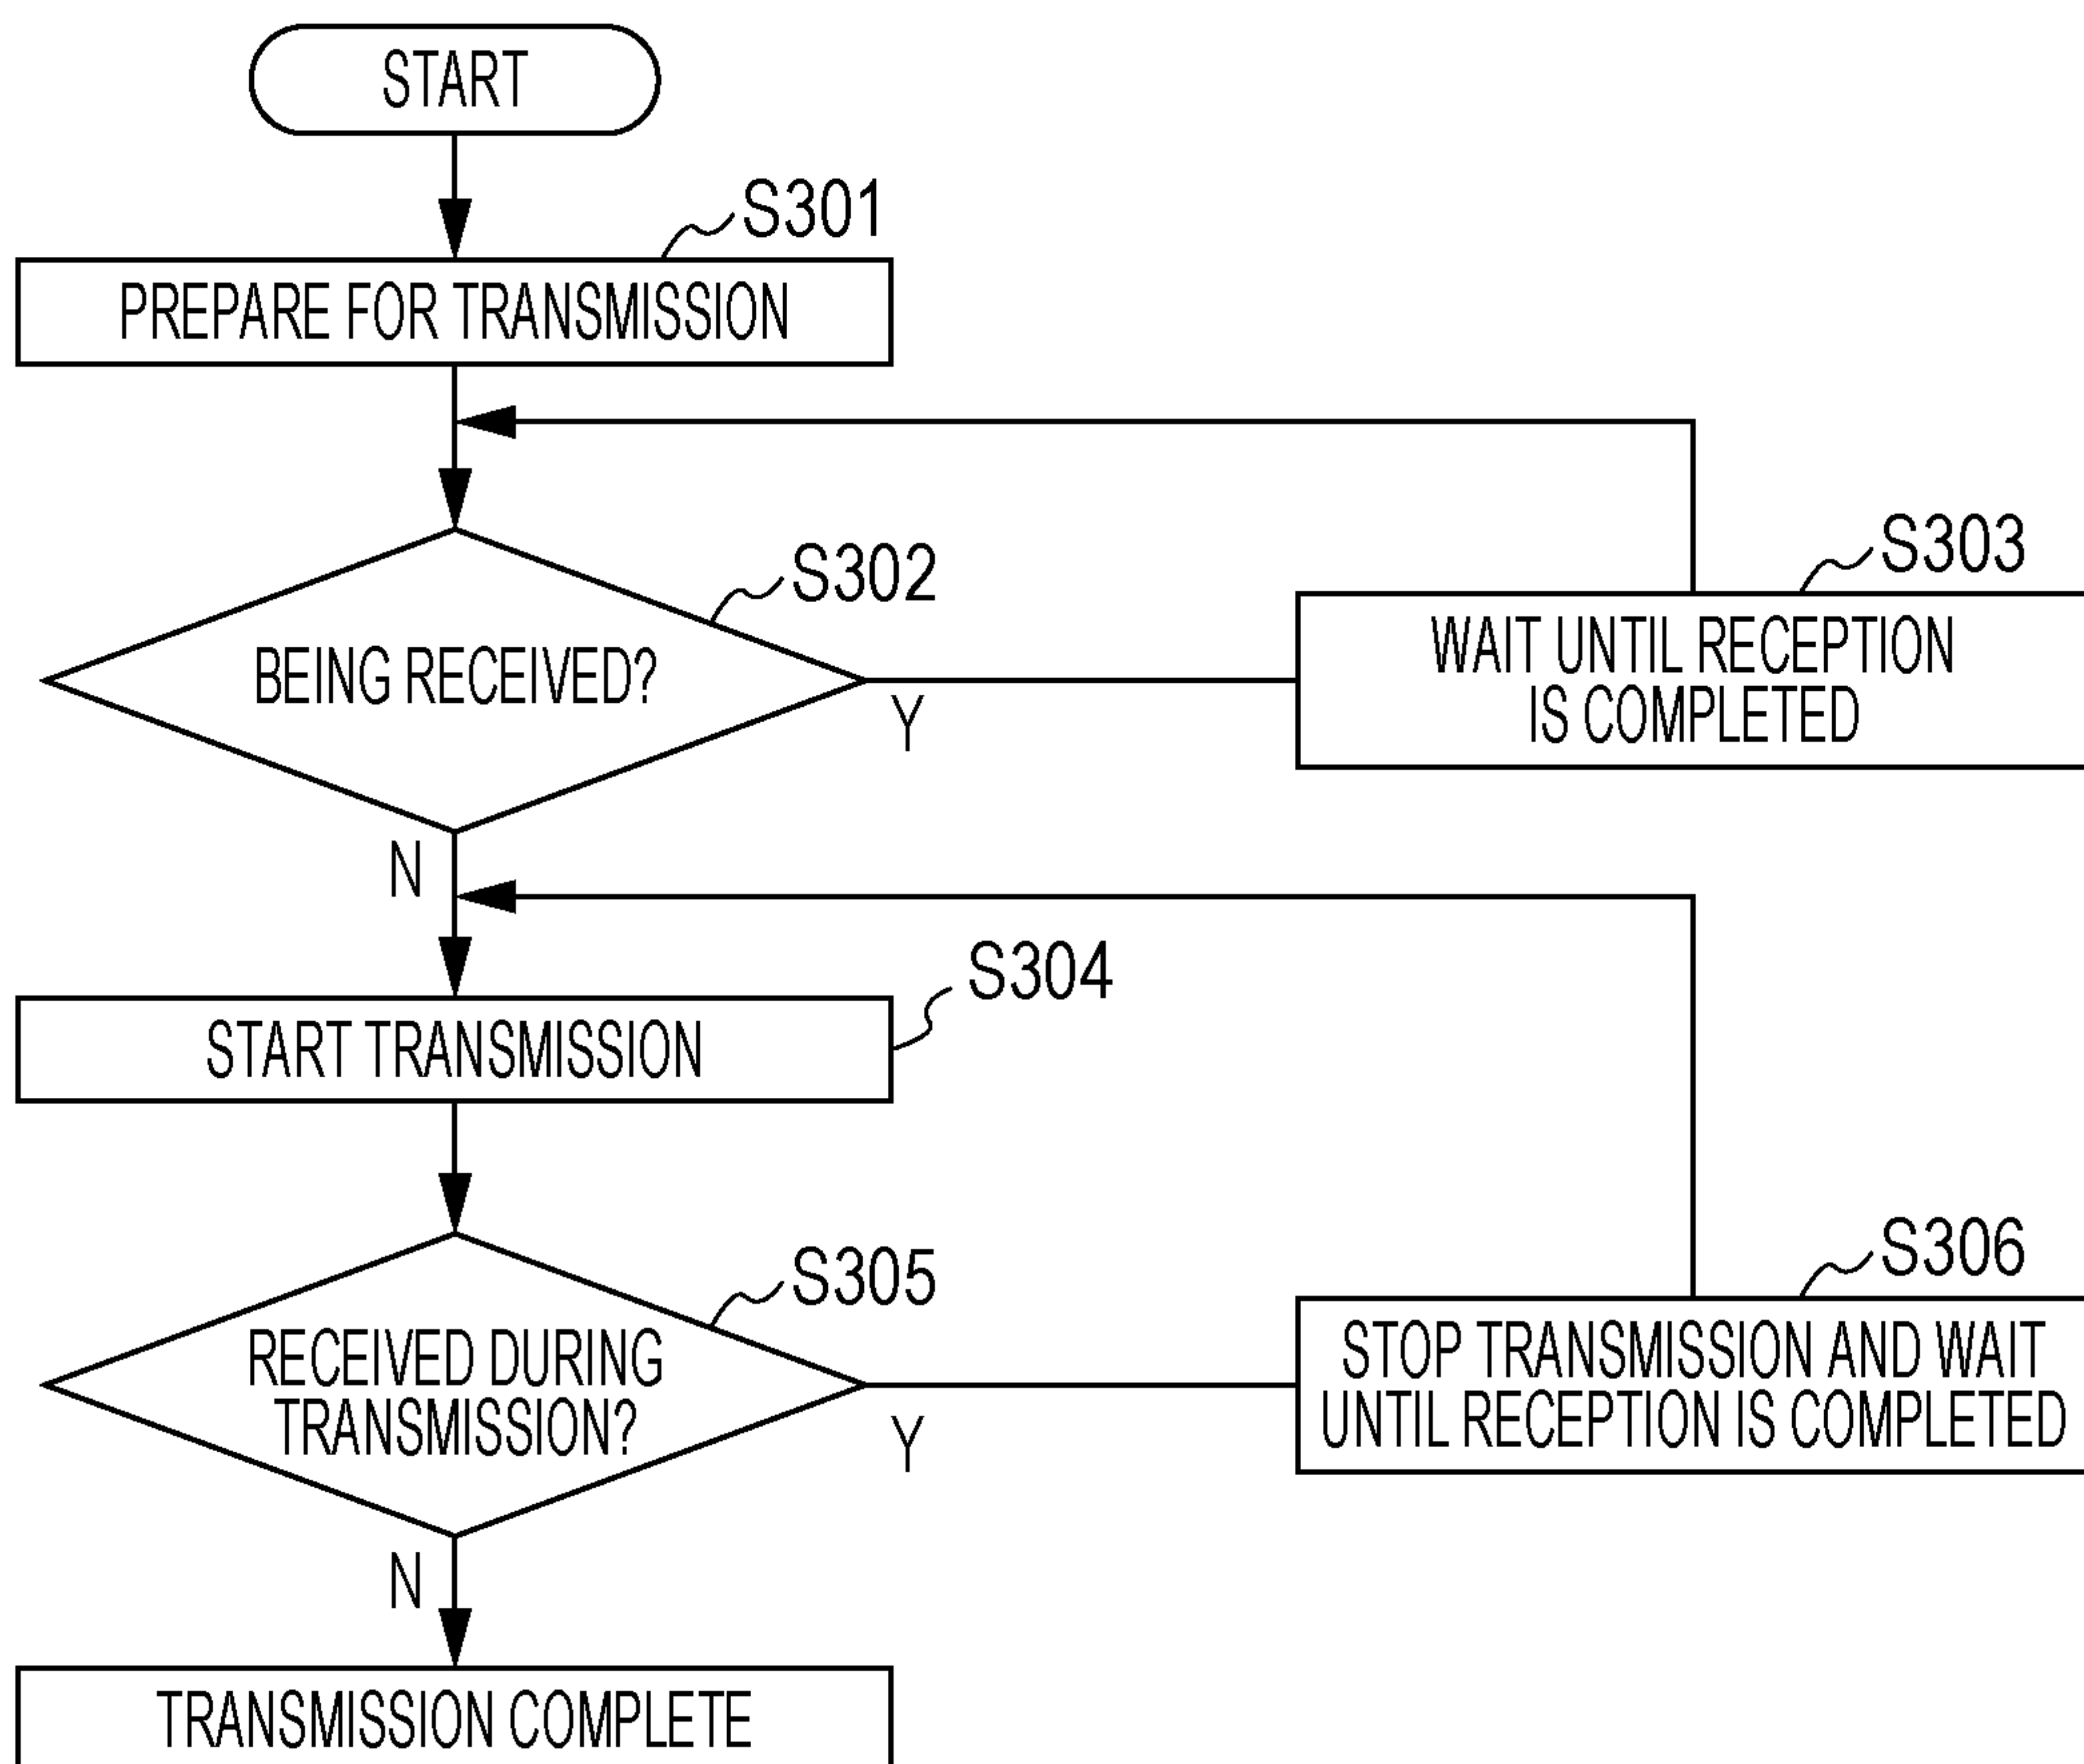 START
S301
PREPARE FOR TRANSMISSION
S302
BEING RECEIVED?
Y
N
S303
WAIT UNTIL RECEPTION
IS COMPLETED
S304
START TRANSMISSION
S305
RECEIVED DURING
TRANSMISSION?
Y
N
S306
STOP TRANSMISSION AND WAIT
UNTIL RECEPTION IS COMPLETED
TRANSMISSION COMPLETE